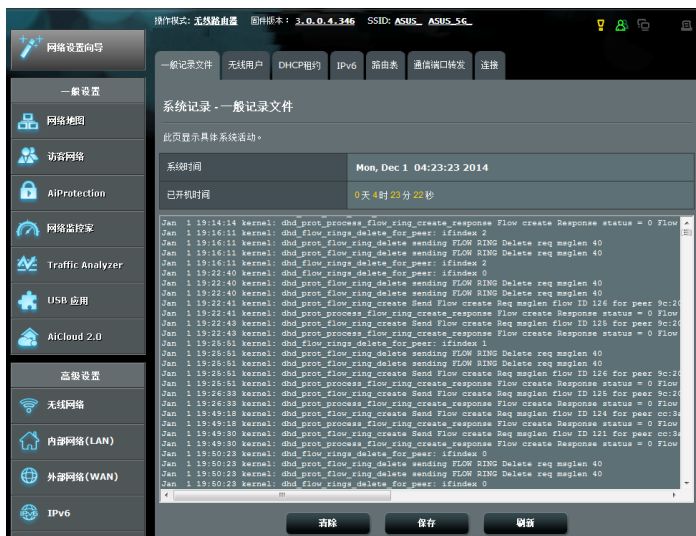 操作模式: 无线路由器 固件版本: 3.0.0.4.346 SSID: ASUS_ ASUS_5G_
网络设置向导
一般设置
网络地图
访客网络
AiProtection
网络监控家
Traffic Analyzer
USB 应用
AiCloud 2.0
高级设置
无线网络
内部网络(LAN)
外部网络(WAN)
IPv6
一般记录文件 无线用户 DHCP租约 IPv6 路由表 通信端口转发 连接
系统记录 - 一般记录文件
此页显示具体系统活动。
系统时间 Mon, Dec 1 04:23:23 2014
已开机时间 0 天 4 时 23 分 22 秒
Jan 1 19:14:14 kernel: dhd_prot_process_flow_ring_create_response Flow create Response status = 0 Flow
Jan 1 19:16:11 kernel: dhd_flow_rings_delete_for_peer: ifindex 2
Jan 1 19:16:11 kernel: dhd_prot_flow_ring_delete sending FLOW RING Delete req msglen 40
Jan 1 19:16:11 kernel: dhd_prot_flow_ring_delete sending FLOW RING Delete req msglen 40
Jan 1 19:16:11 kernel: dhd_flow_rings_delete_for_peer: ifindex 2
Jan 1 19:22:40 kernel: dhd_flow_rings_delete_for_peer: ifindex 0
Jan 1 19:22:40 kernel: dhd_prot_flow_ring_delete sending FLOW RING Delete req msglen 40
Jan 1 19:22:40 kernel: dhd_prot_flow_ring_delete sending FLOW RING Delete req msglen 40
Jan 1 19:22:41 kernel: dhd_prot_flow_ring_create Send Flow create Req msglen flow ID 126 for peer 9c:20
Jan 1 19:22:41 kernel: dhd_prot_process_flow_ring_create_response Flow create Response status = 0 Flow
Jan 1 19:22:43 kernel: dhd_prot_flow_ring_create Send Flow create Req msglen flow ID 125 for peer 9c:20
Jan 1 19:22:43 kernel: dhd_prot_process_flow_ring_create_response Flow create Response status = 0 Flow
Jan 1 19:25:51 kernel: dhd_flow_rings_delete_for_peer: ifindex 1
Jan 1 19:25:51 kernel: dhd_prot_flow_ring_delete sending FLOW RING Delete req msglen 40
Jan 1 19:25:51 kernel: dhd_prot_flow_ring_delete sending FLOW RING Delete req msglen 40
Jan 1 19:25:51 kernel: dhd_prot_flow_ring_create Send Flow create Req msglen flow ID 126 for peer 9c:20
Jan 1 19:25:51 kernel: dhd_prot_process_flow_ring_create_response Flow create Response status = 0 Flow
Jan 1 19:26:33 kernel: dhd_prot_flow_ring_create Send Flow create Req msglen flow ID 125 for peer 9c:20
Jan 1 19:26:33 kernel: dhd_prot_process_flow_ring_create_response Flow create Response status = 0 Flow
Jan 1 19:49:18 kernel: dhd_prot_flow_ring_create Send Flow create Req msglen flow ID 124 for peer cc:3a
Jan 1 19:49:18 kernel: dhd_prot_process_flow_ring_create_response Flow create Response status = 0 Flow
Jan 1 19:49:30 kernel: dhd_prot_flow_ring_create Send Flow create Req msglen flow ID 121 for peer cc:3a
Jan 1 19:49:30 kernel: dhd_prot_process_flow_ring_create_response Flow create Response status = 0 Flow
Jan 1 19:50:23 kernel: dhd_flow_rings_delete_for_peer: ifindex 0
Jan 1 19:50:23 kernel: dhd_prot_flow_ring_delete sending FLOW RING Delete req msglen 40
Jan 1 19:50:23 kernel: dhd_prot_flow_ring_delete sending FLOW RING Delete req msglen 40
Jan 1 19:50:23 kernel: dhd_flow_rings_delete_for_peer: ifindex 0
清除 保存 刷新